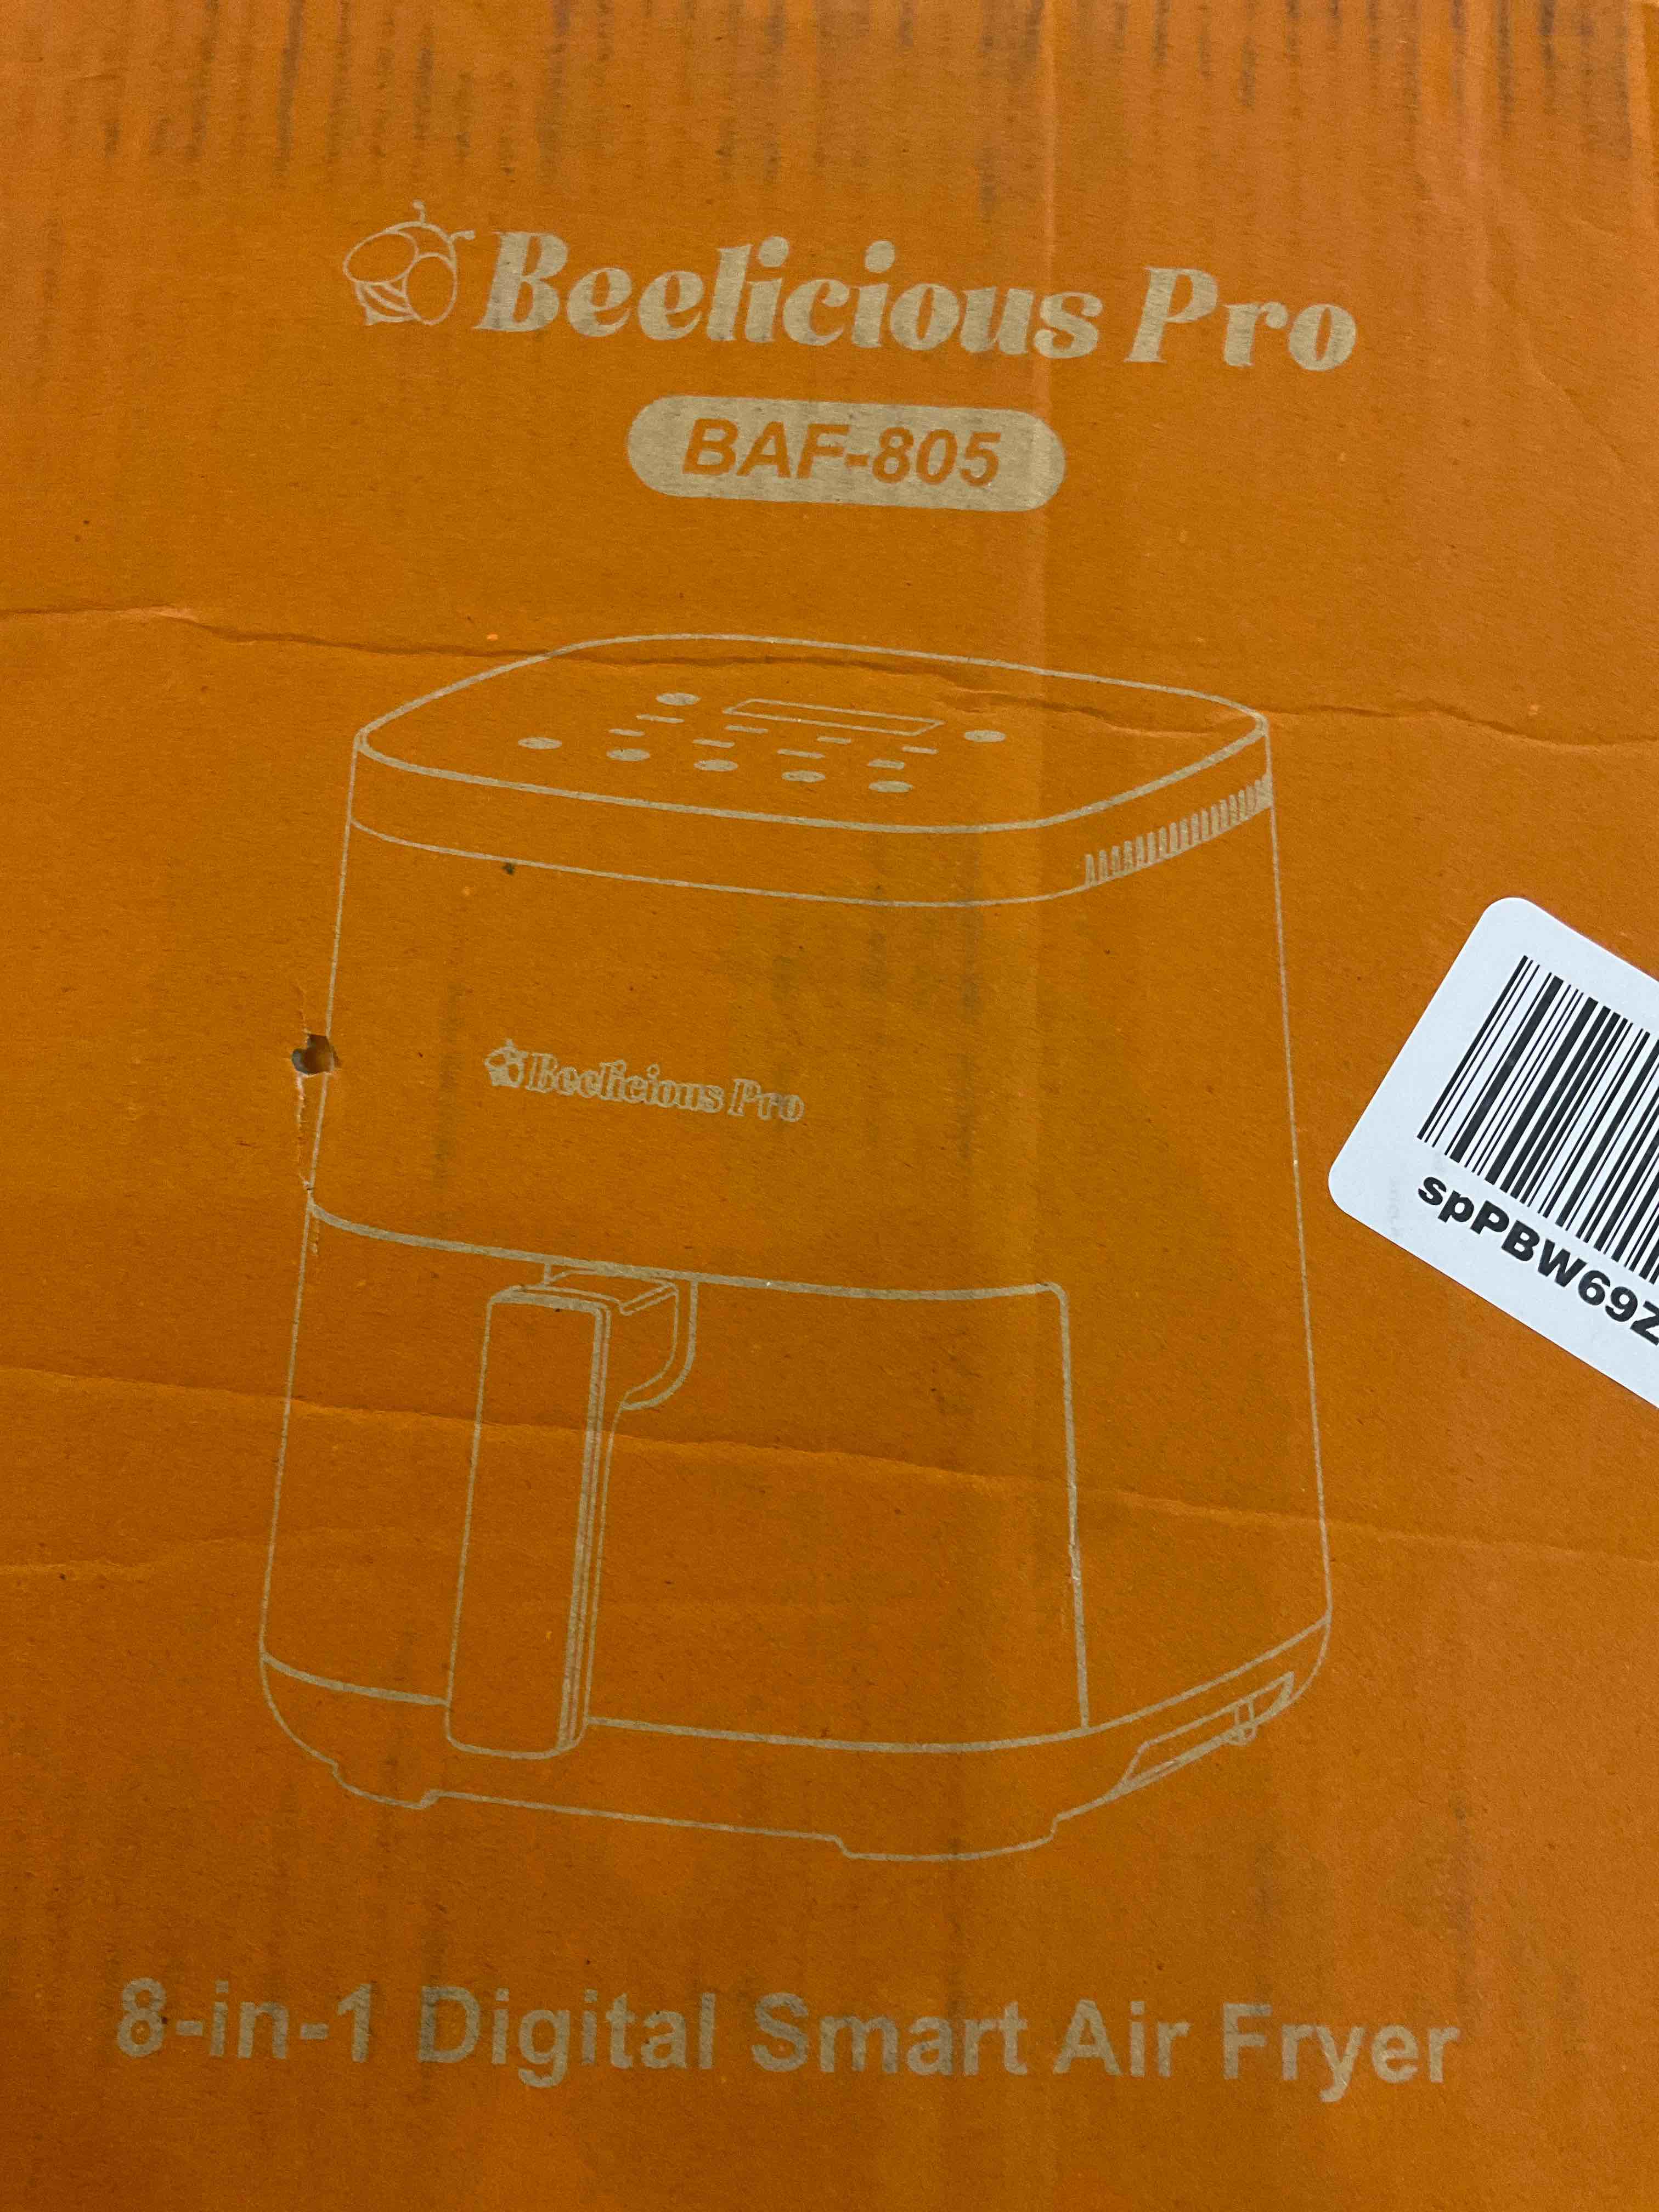 Beelicious Pro
BAF-805
Beelicious Pro
spPBW69Z
8-in-1 Digital Smart Air Fryer